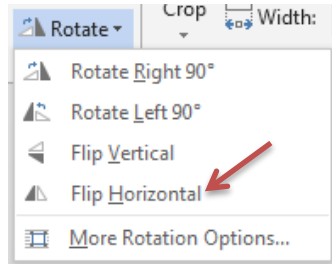 Rotate
Crop
Width:
Rotate Right 90°
Rotate Left 90°
Flip Vertical
Flip Horizontal
More Rotation Options...